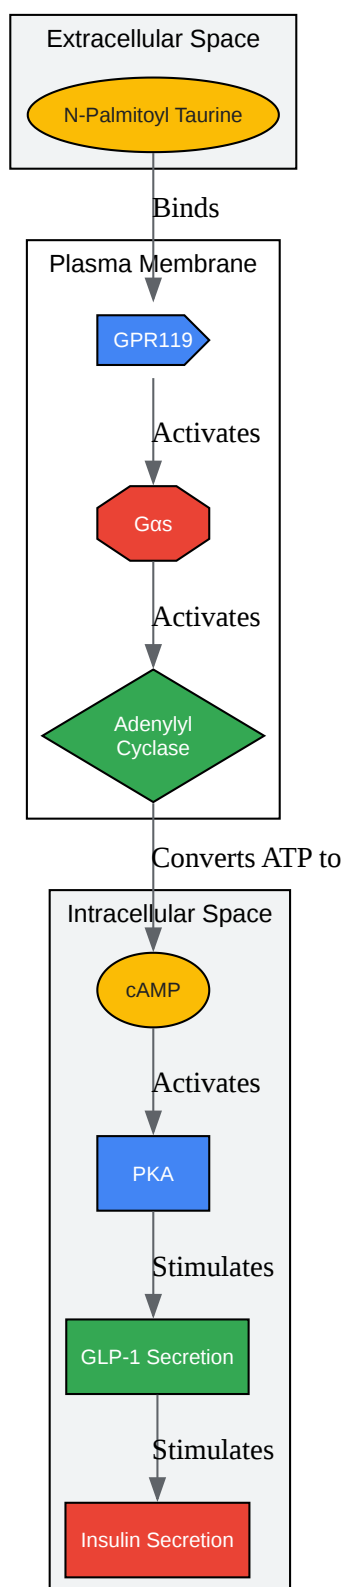 Extracellular Space
N-Palmitoyl Taurine
Binds
Plasma Membrane
GPR119
Activates
Gαs
Activates
Adenylyl
Cyclase
Converts ATP to
Intracellular Space
cAMP
Activates
PKA
Stimulates
GLP-1 Secretion
Stimulates
Insulin Secretion